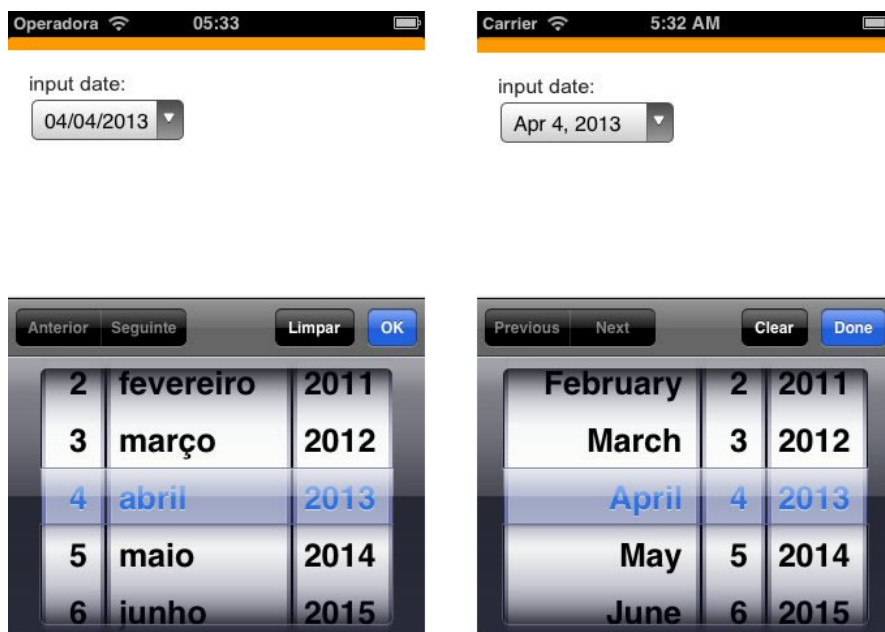 Operadora 05:33
input date:
04/04/2013
Anterior Seguinte Limpar OK
2 fevereiro 2011
3 março 2012
4 abril 2013
5 maio 2014
6 junho 2015
Carrier 5:32 AM
input date:
Apr 4, 2013
Previous Next Clear Done
February 2 2011
March 3 2012
April 4 2013
May 5 2014
June 6 2015